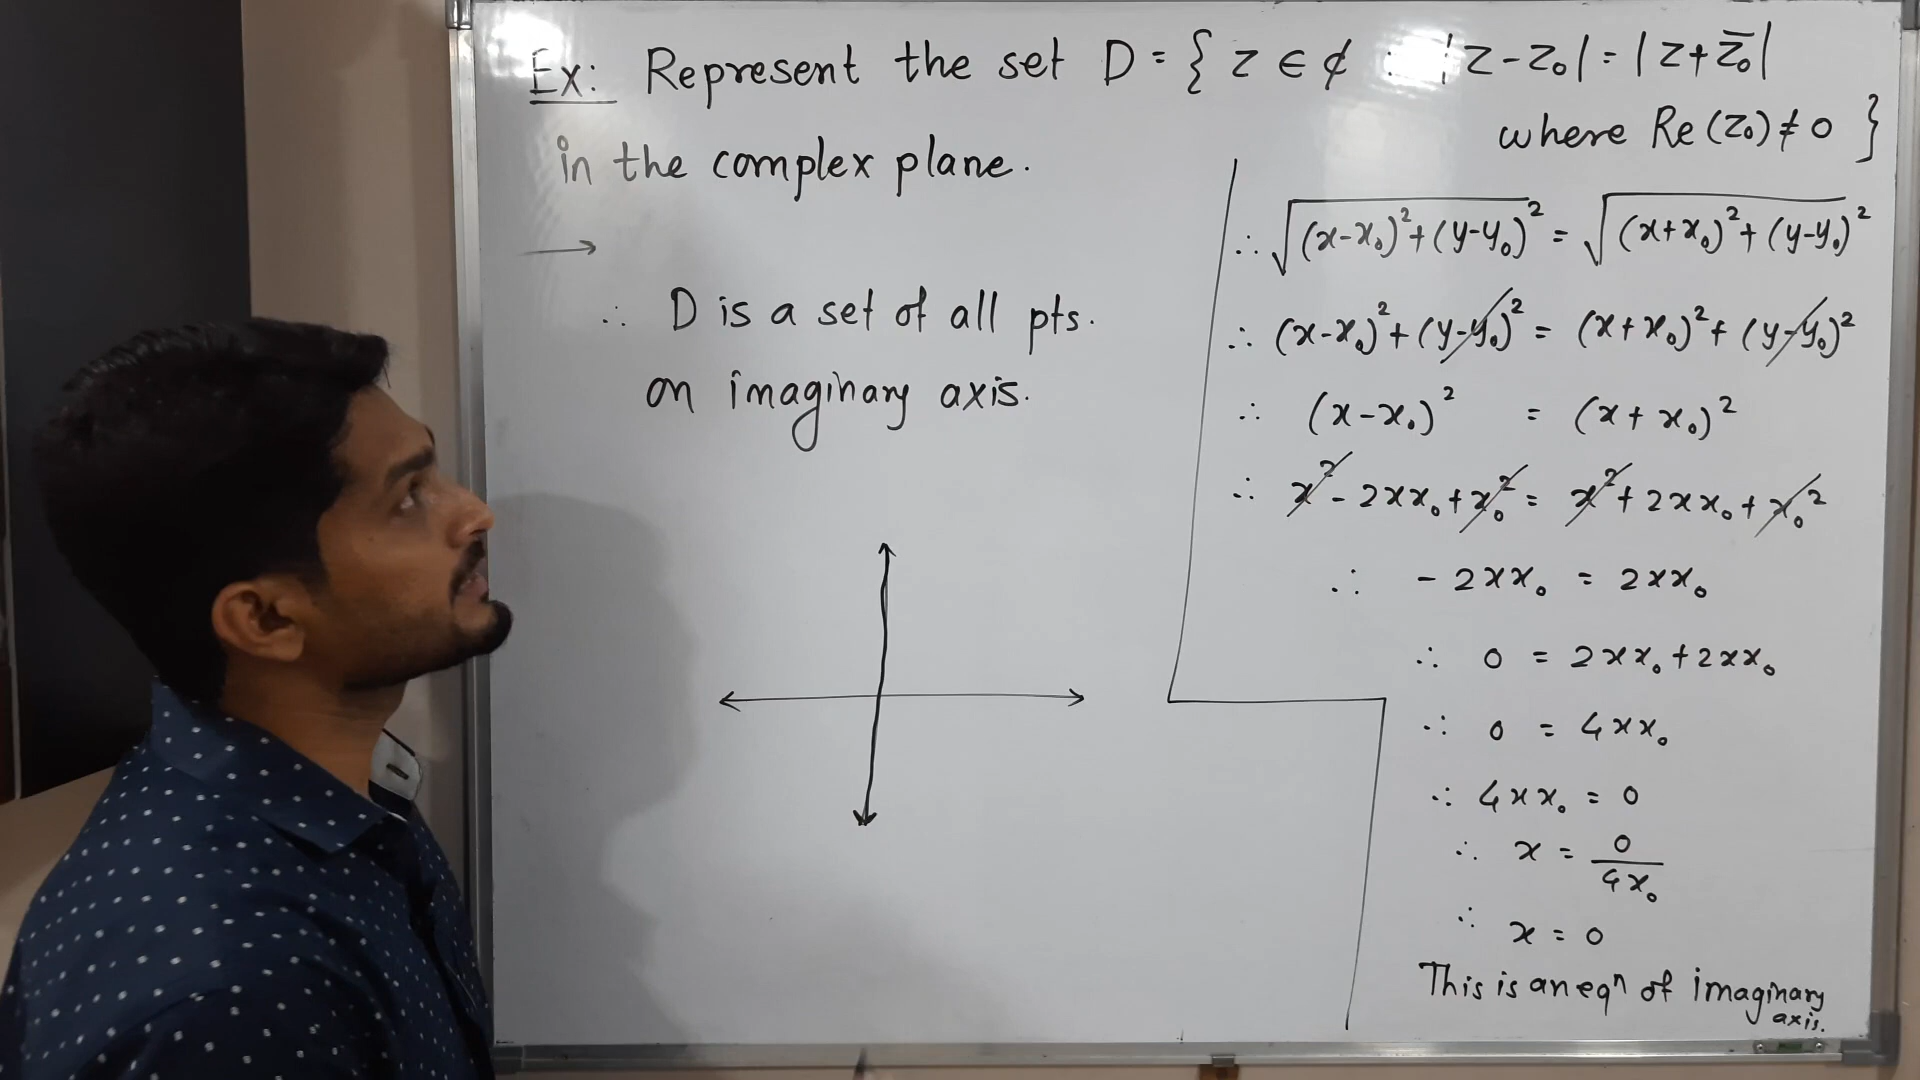 Ex: Represent the set D = { z ∈ ₵ : |z-z₀| = |z+z̄₀|
where Re(z₀) ≠ 0 }
in the complex plane.
→
∴ D is a set of all pts.
on imaginary axis.
∴ √(x-x₀)²+(y-y₀)² = √(x+x₀)²+(y-y₀)²
∴ (x-x₀)²+(y-y₀)² = (x+x₀)²+(y-y₀)²
∴ (x-x₀)² = (x+x₀)²
∴ x²-2xx₀+x₀² = x²+2xx₀+x₀²
∴ -2xx₀ = 2xx₀
∴ 0 = 2xx₀+2xx₀
∴ 0 = 4xx₀
∴ 4xx₀ = 0
∴ x = 0/4x₀
∴ x = 0
This is an eqⁿ of imaginary
axis.